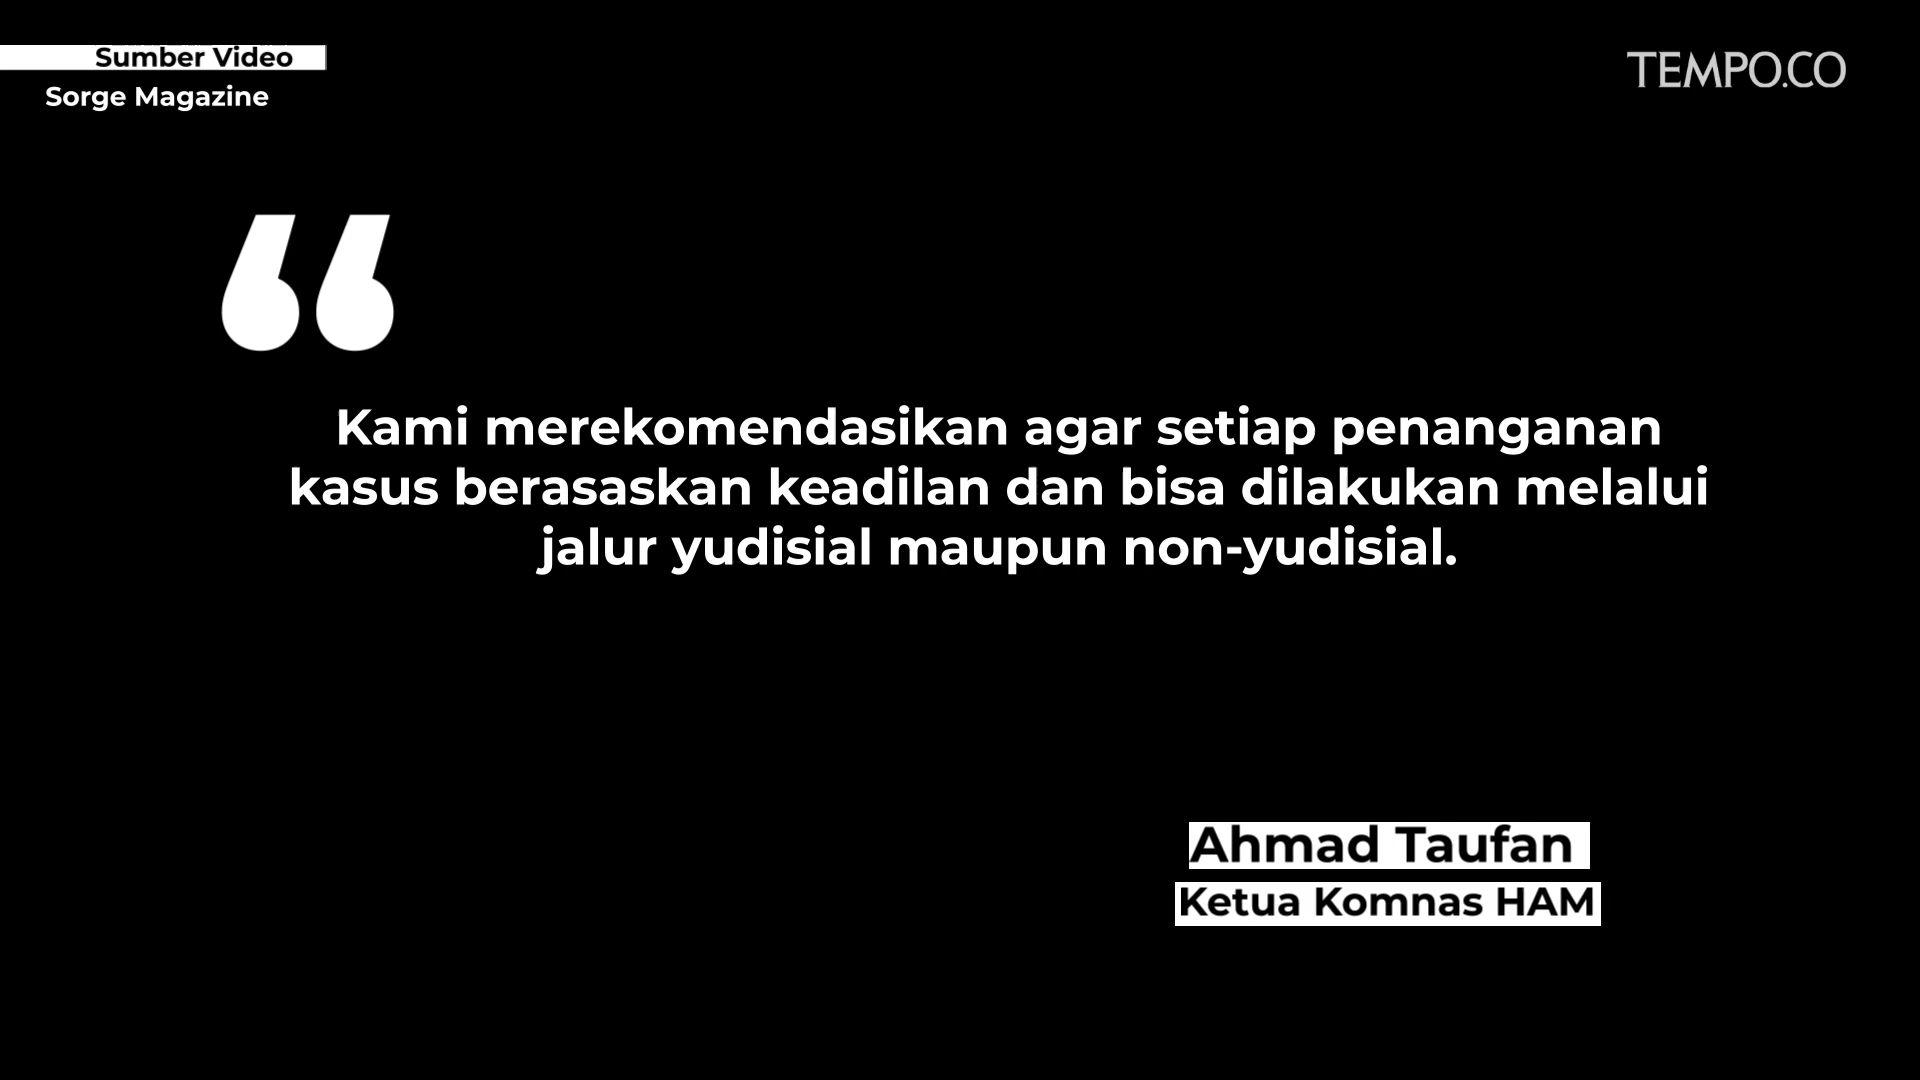 Sumber Video
Sorge Magazine
TEMPO.CO
“
Kami merekomendasikan agar setiap penanganan
kasus berasaskan keadilan dan bisa dilakukan melalui
jalur yudisial maupun non-yudisial.
Ahmad Taufan
Ketua Komnas HAM